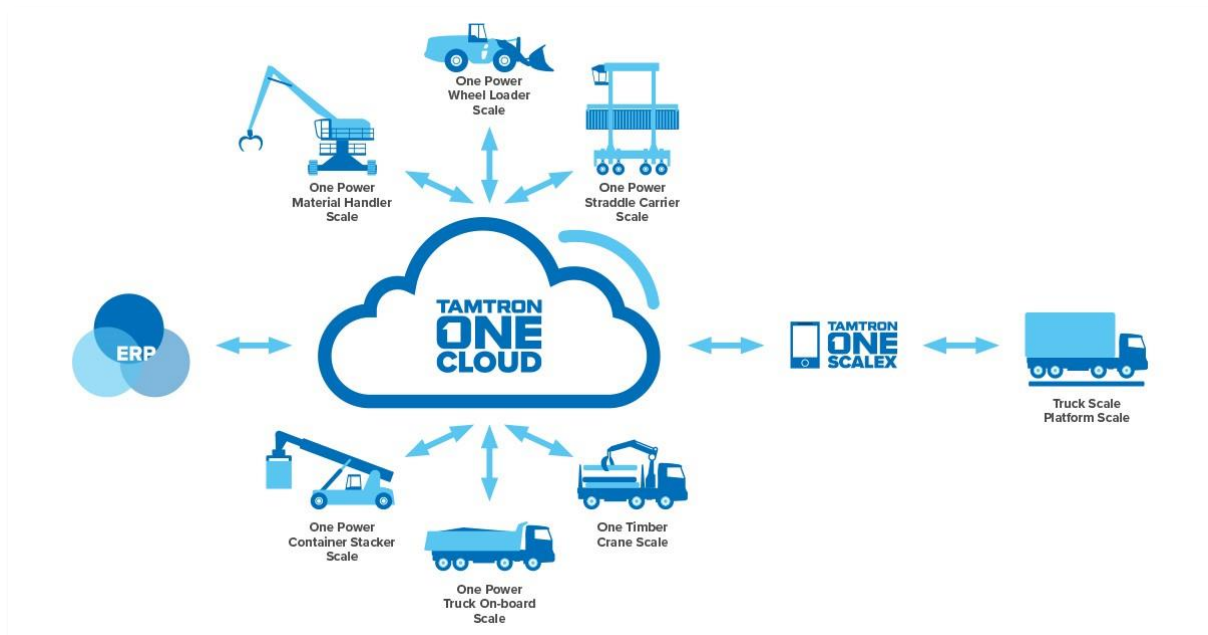 One Power
Wheel Loader
Scale
One Power
Material Handler
Scale
One Power
Straddle Carrier
Scale
TAMTRON
ONE
CLOUD
ERP
TAMTRON
ONE
SCALEX
Truck Scale
Platform Scale
One Power
Container Stacker
Scale
One Power
Truck On-board
Scale
One Timber
Crane Scale